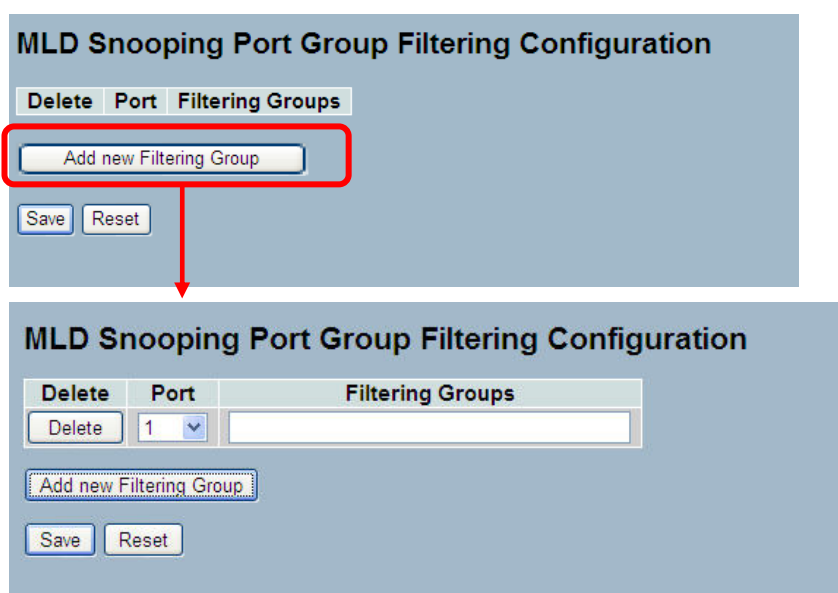 MLD Snooping Port Group Filtering Configuration
Delete Port Filtering Groups
Add new Filtering Group
Save Reset
MLD Snooping Port Group Filtering Configuration
Delete Port Filtering Groups
Delete 1
Add new Filtering Group
Save Reset